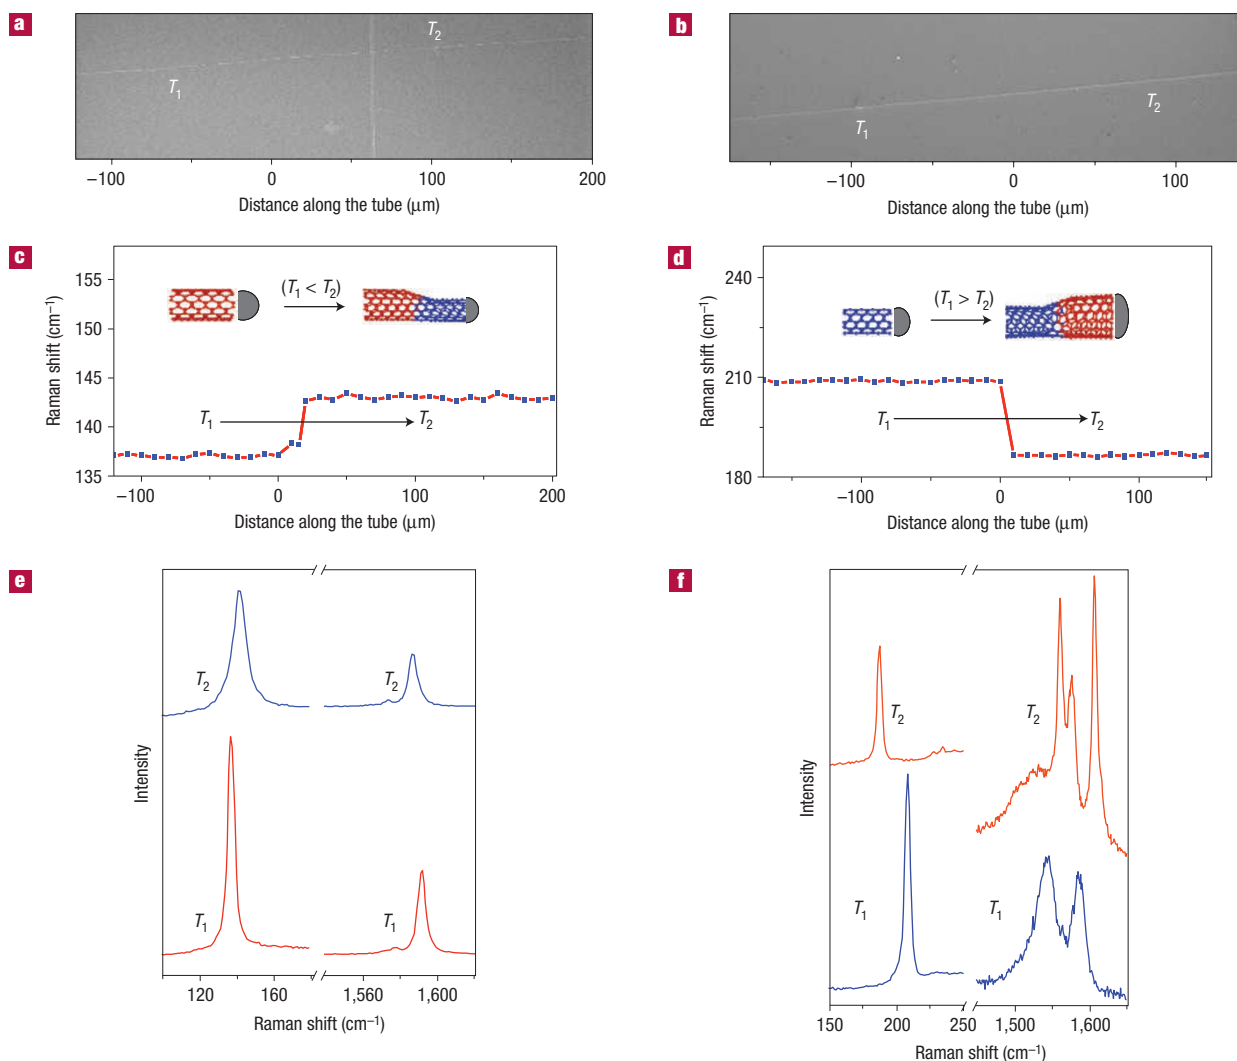 a
T₁
T₂
−100
0
100
200
Distance along the tube (μm)
b
T₁
T₂
−100
0
100
Distance along the tube (μm)
c
Raman shift (cm⁻¹)
155
150
143
140
135
(T₁ < T₂)
T₁
T₂
−100
0
100
200
Distance along the tube (μm)
d
Raman shift (cm⁻¹)
240
210
180
(T₁ > T₂)
T₁
T₂
−100
0
100
Distance along the tube (μm)
e
Intensity
T₂
T₂
T₁
T₁
120
160
1,560
1,600
Raman shift (cm⁻¹)
f
Intensity
T₂
T₂
T₁
T₁
150
200
250
1,500
1,600
Raman shift (cm⁻¹)